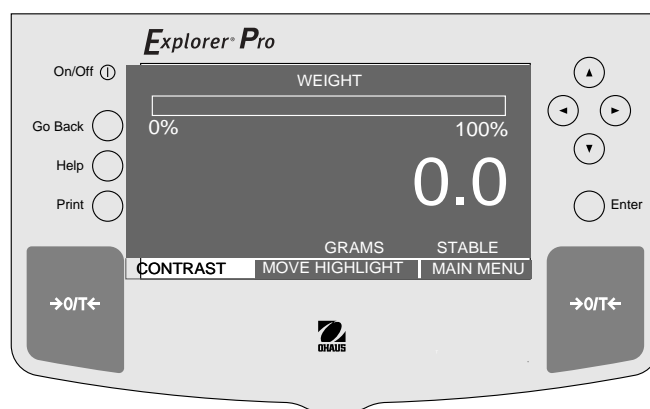 Explorer® Pro
On/Off
WEIGHT
Go Back
0% 100%
Help
0.0
Print
Enter
GRAMS STABLE
CONTRAST MOVE HIGHLIGHT MAIN MENU
→0/T← →0/T←
OHAUS